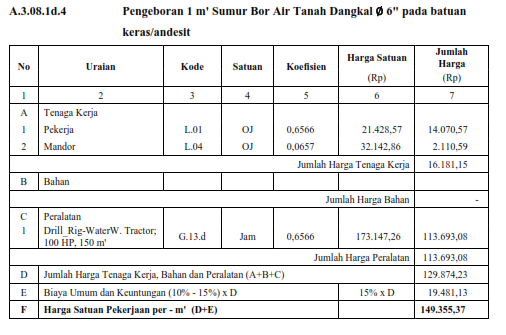 A.3.08.1d.4 Pengeboran 1 m' Sumur Bor Air Tanah Dangkal Ø 6" pada batuan
keras/andesit
No Uraian Kode Satuan Koefisien Harga Satuan (Rp) Jumlah Harga (Rp)
1 2 3 4 5 6 7
A Tenaga Kerja
1 Pekerja L.01 OJ 0,6566 21.428,57 14.070,57
2 Mandor L.04 OJ 0,0657 32.142,86 2.110,59
Jumlah Harga Tenaga Kerja 16.181,15
B Bahan
Jumlah Harga Bahan -
C Peralatan
1 Drill_Rig-WaterW. Tractor; 100 HP, 150 m' G.13.d Jam 0,6566 173.147,26 113.693,08
Jumlah Harga Peralatan 113.693,08
D Jumlah Harga Tenaga Kerja, Bahan dan Peralatan (A+B+C) 129.874,23
E Biaya Umum dan Keuntungan (10% - 15%) x D 15% x D 19.481,13
F Harga Satuan Pekerjaan per - m' (D+E) 149.355,37